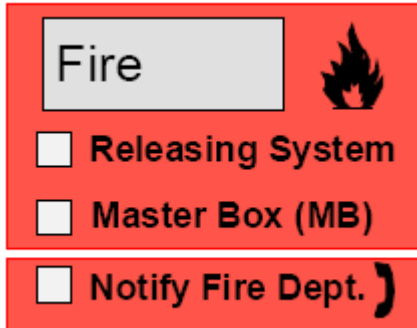 Fire
Releasing System
Master Box (MB)
Notify Fire Dept.